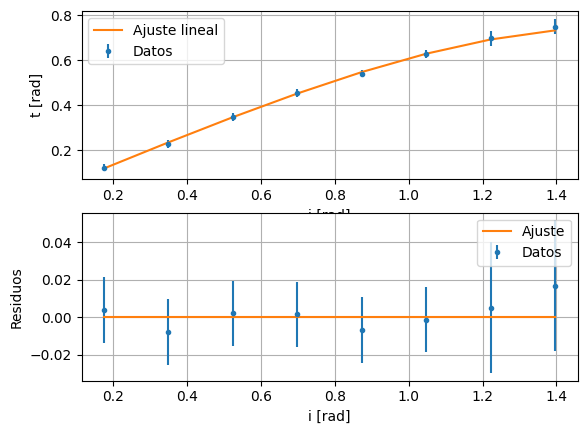 0.8
0.6
0.4
0.2
t [rad]
Ajuste lineal
Datos
0.2 0.4 0.6 0.8 1.0 1.2 1.4
i [rad]
0.04
0.02
0.00
−0.02
Residuos
Ajuste
Datos
0.2 0.4 0.6 0.8 1.0 1.2 1.4
i [rad]